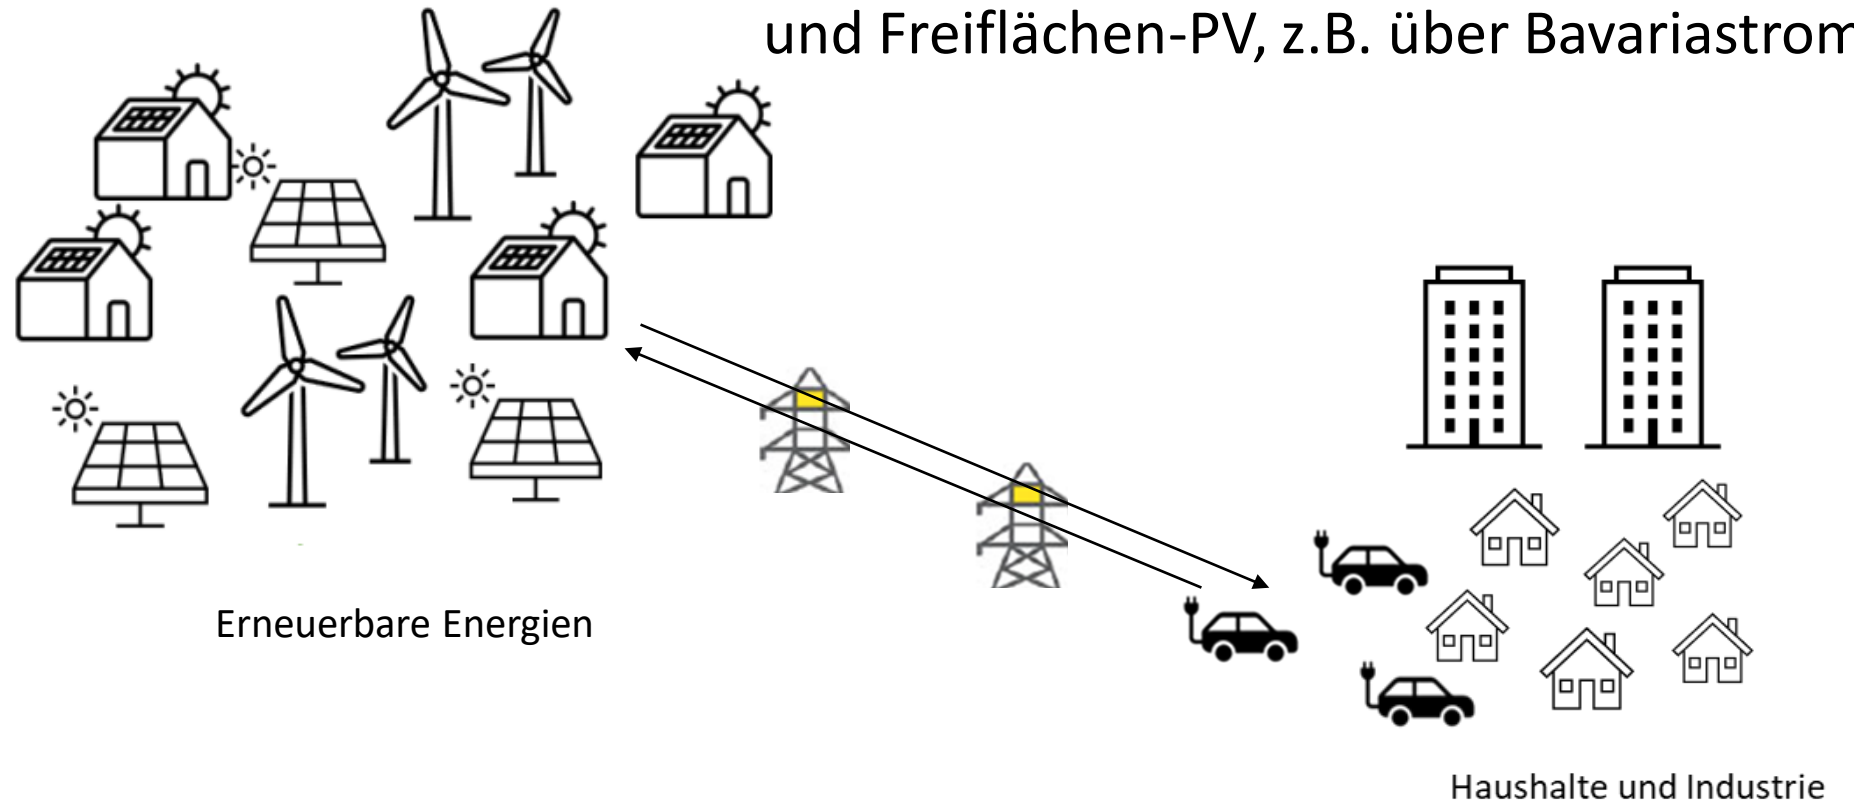 und Freiflächen-PV, z.B. über Bavariastrom
Erneuerbare Energien
Haushalte und Industrie